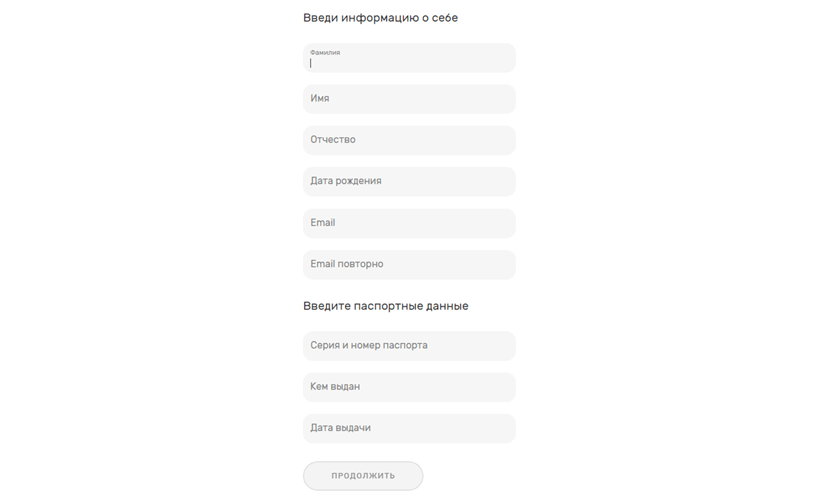 Введи информацию о себе
Фамилия
Имя
Отчество
Дата рождения
Email
Email повторно
Введите паспортные данные
Серия и номер паспорта
Кем выдан
Дата выдачи
ПРОДОЛЖИТЬ